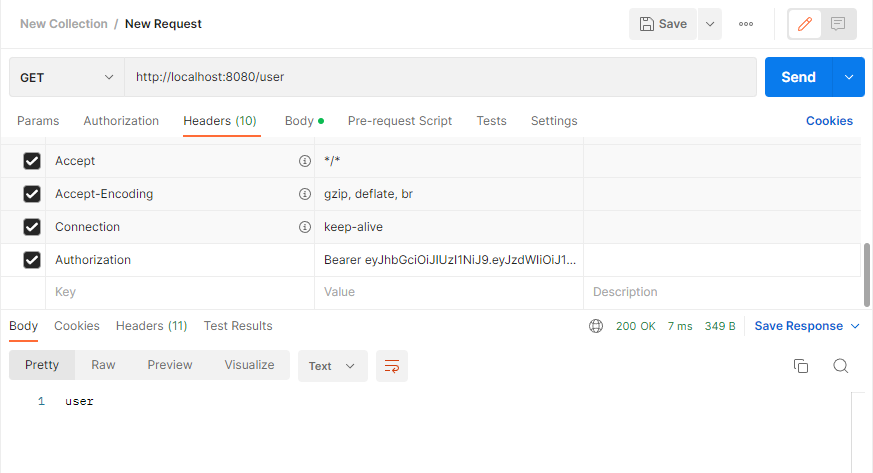 New Collection / New Request Save
GET http://localhost:8080/user Send
Params Authorization Headers (10) Body Pre-request Script Tests Settings Cookies
Accept */*
Accept-Encoding gzip, deflate, br
Connection keep-alive
Authorization Bearer eyJhbGciOiJIUzI1NiJ9.eyJzdWIiOiJ1...
Key Value Description
Body Cookies Headers (11) Test Results 200 OK 7 ms 349 B Save Response
Pretty Raw Preview Visualize Text
1 user